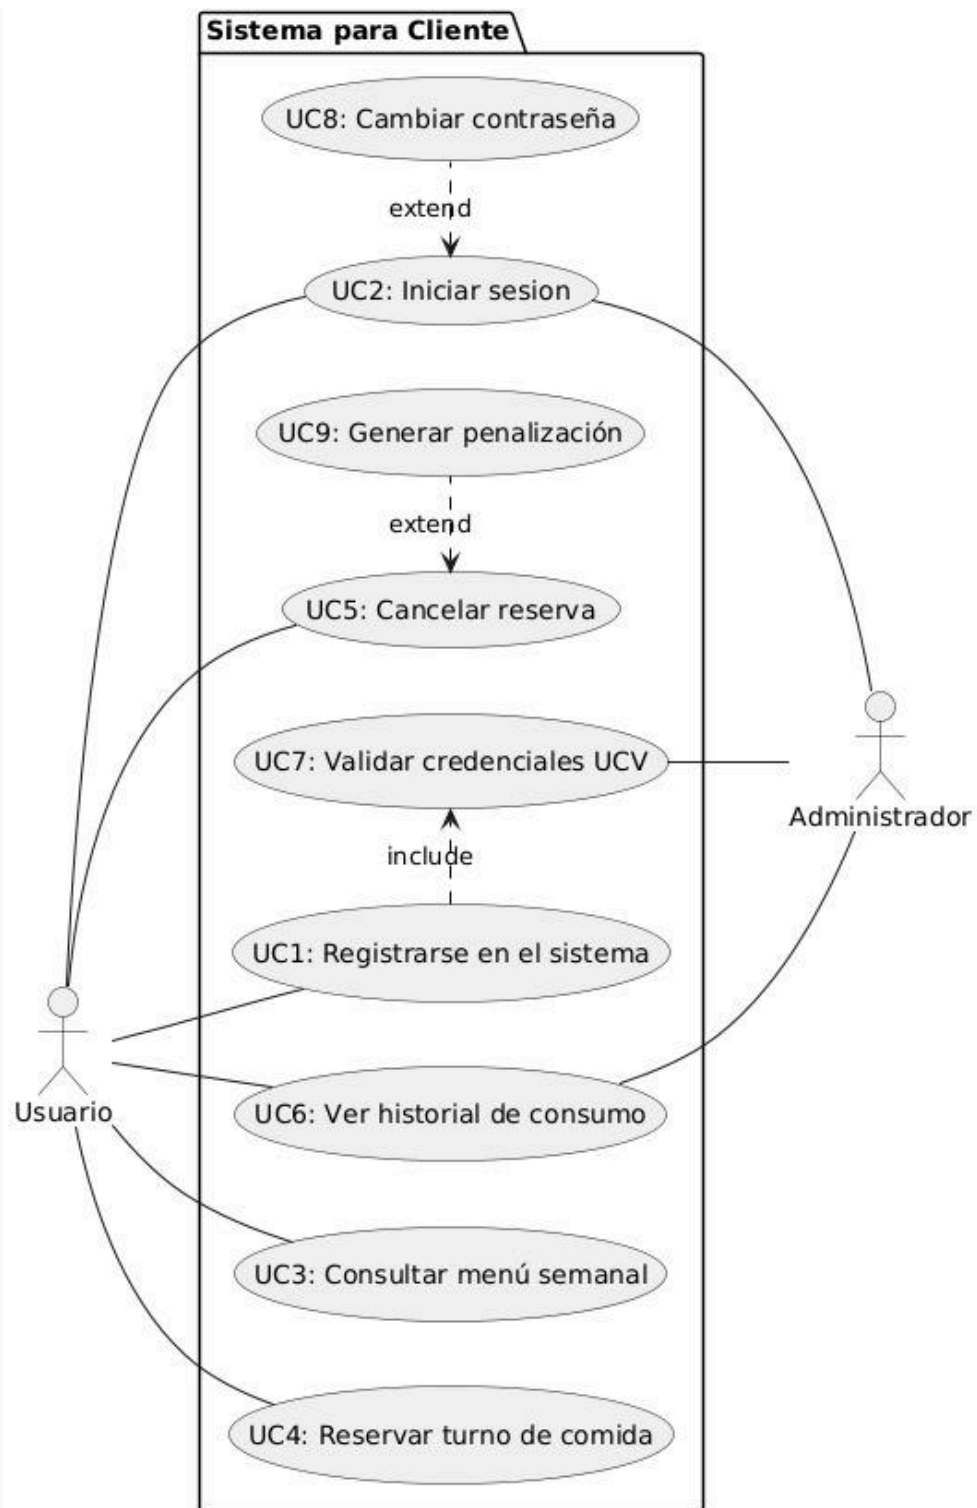 Sistema para Cliente
UC8: Cambiar contraseña
extend
UC2: Iniciar sesion
UC9: Generar penalización
extend
UC5: Cancelar reserva
UC7: Validar credenciales UCV
Administrador
include
UC1: Registrarse en el sistema
Usuario
UC6: Ver historial de consumo
UC3: Consultar menú semanal
UC4: Reservar turno de comida